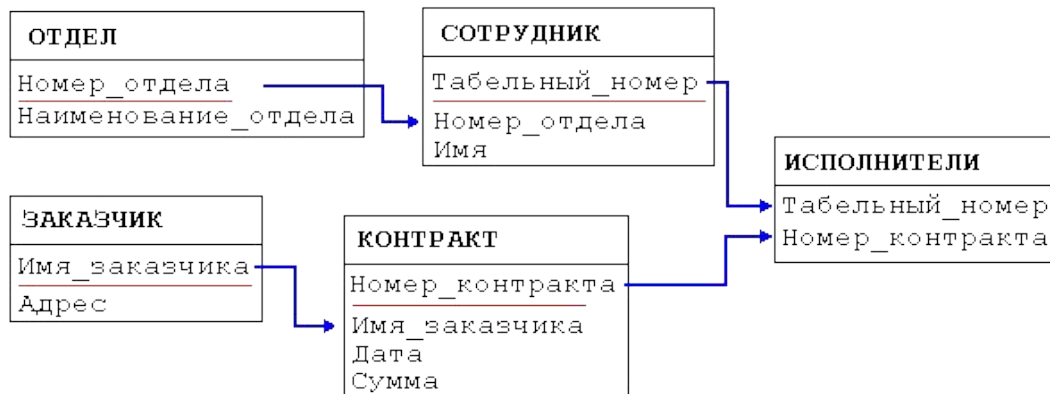 ОТДЕЛ
Номер_отдела
Наименование_отдела
СОТРУДНИК
Табельный_номер
Номер_отдела
Имя
ИСПОЛНИТЕЛИ
Табельный_номер
Номер_контракта
ЗАКАЗЧИК
Имя_заказчика
Адрес
КОНТРАКТ
Номер_контракта
Имя_заказчика
Дата
Сумма